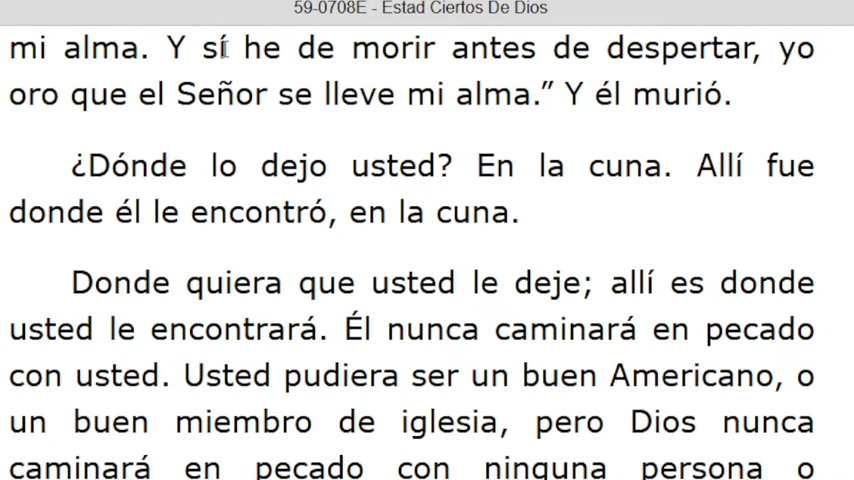 59-0708E - Estad Ciertos De Dios
mi alma. Y sí he de morir antes de despertar, yo
oro que el Señor se lleve mi alma.” Y él murió.
¿Dónde lo dejo usted? En la cuna. Allí fue
donde él le encontró, en la cuna.
Donde quiera que usted le deje; allí es donde
usted le encontrará. Él nunca caminará en pecado
con usted. Usted pudiera ser un buen Americano, o
un buen miembro de iglesia, pero Dios nunca
caminará en pecado con ninguna persona o